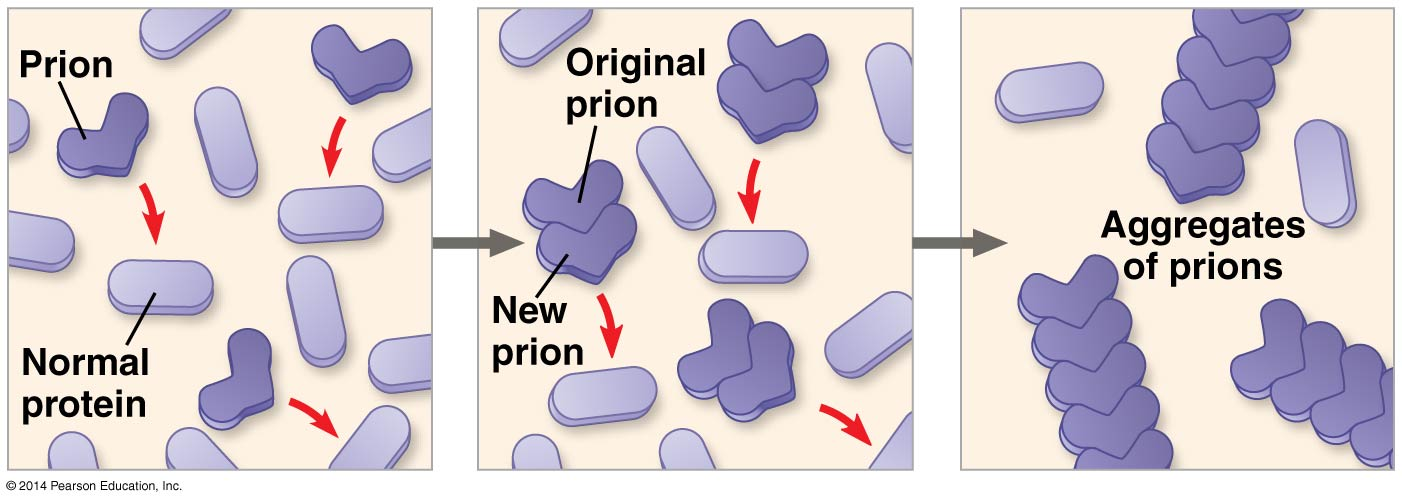 Prion
Normal
protein
Original
prion
New
prion
Aggregates
of prions
© 2014 Pearson Education, Inc.